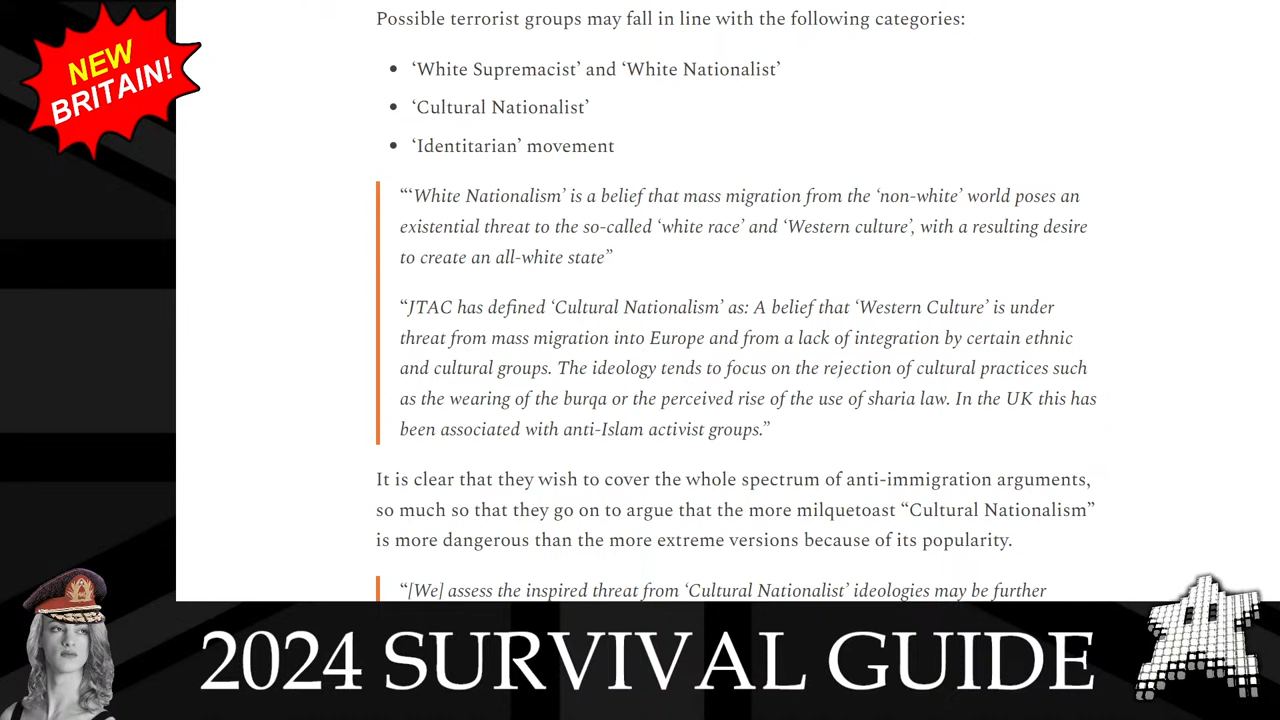 NEW
BRITAIN!
Possible terrorist groups may fall in line with the following categories:
• ‘White Supremacist’ and ‘White Nationalist’
• ‘Cultural Nationalist’
• ‘Identitarian’ movement
“‘White Nationalism’ is a belief that mass migration from the ‘non-white’ world poses an
existential threat to the so-called ‘white race’ and ‘Western culture’, with a resulting desire
to create an all-white state”
“JTAC has defined ‘Cultural Nationalism’ as: A belief that ‘Western Culture’ is under
threat from mass migration into Europe and from a lack of integration by certain ethnic
and cultural groups. The ideology tends to focus on the rejection of cultural practices such
as the wearing of the burqa or the perceived rise of the use of sharia law. In the UK this has
been associated with anti-Islam activist groups.”
It is clear that they wish to cover the whole spectrum of anti-immigration arguments,
so much so that they go on to argue that the more milquetoast “Cultural Nationalism”
is more dangerous than the more extreme versions because of its popularity.
“[We] assess the inspired threat from ‘Cultural Nationalist’ ideologies may be further
2024 SURVIVAL GUIDE